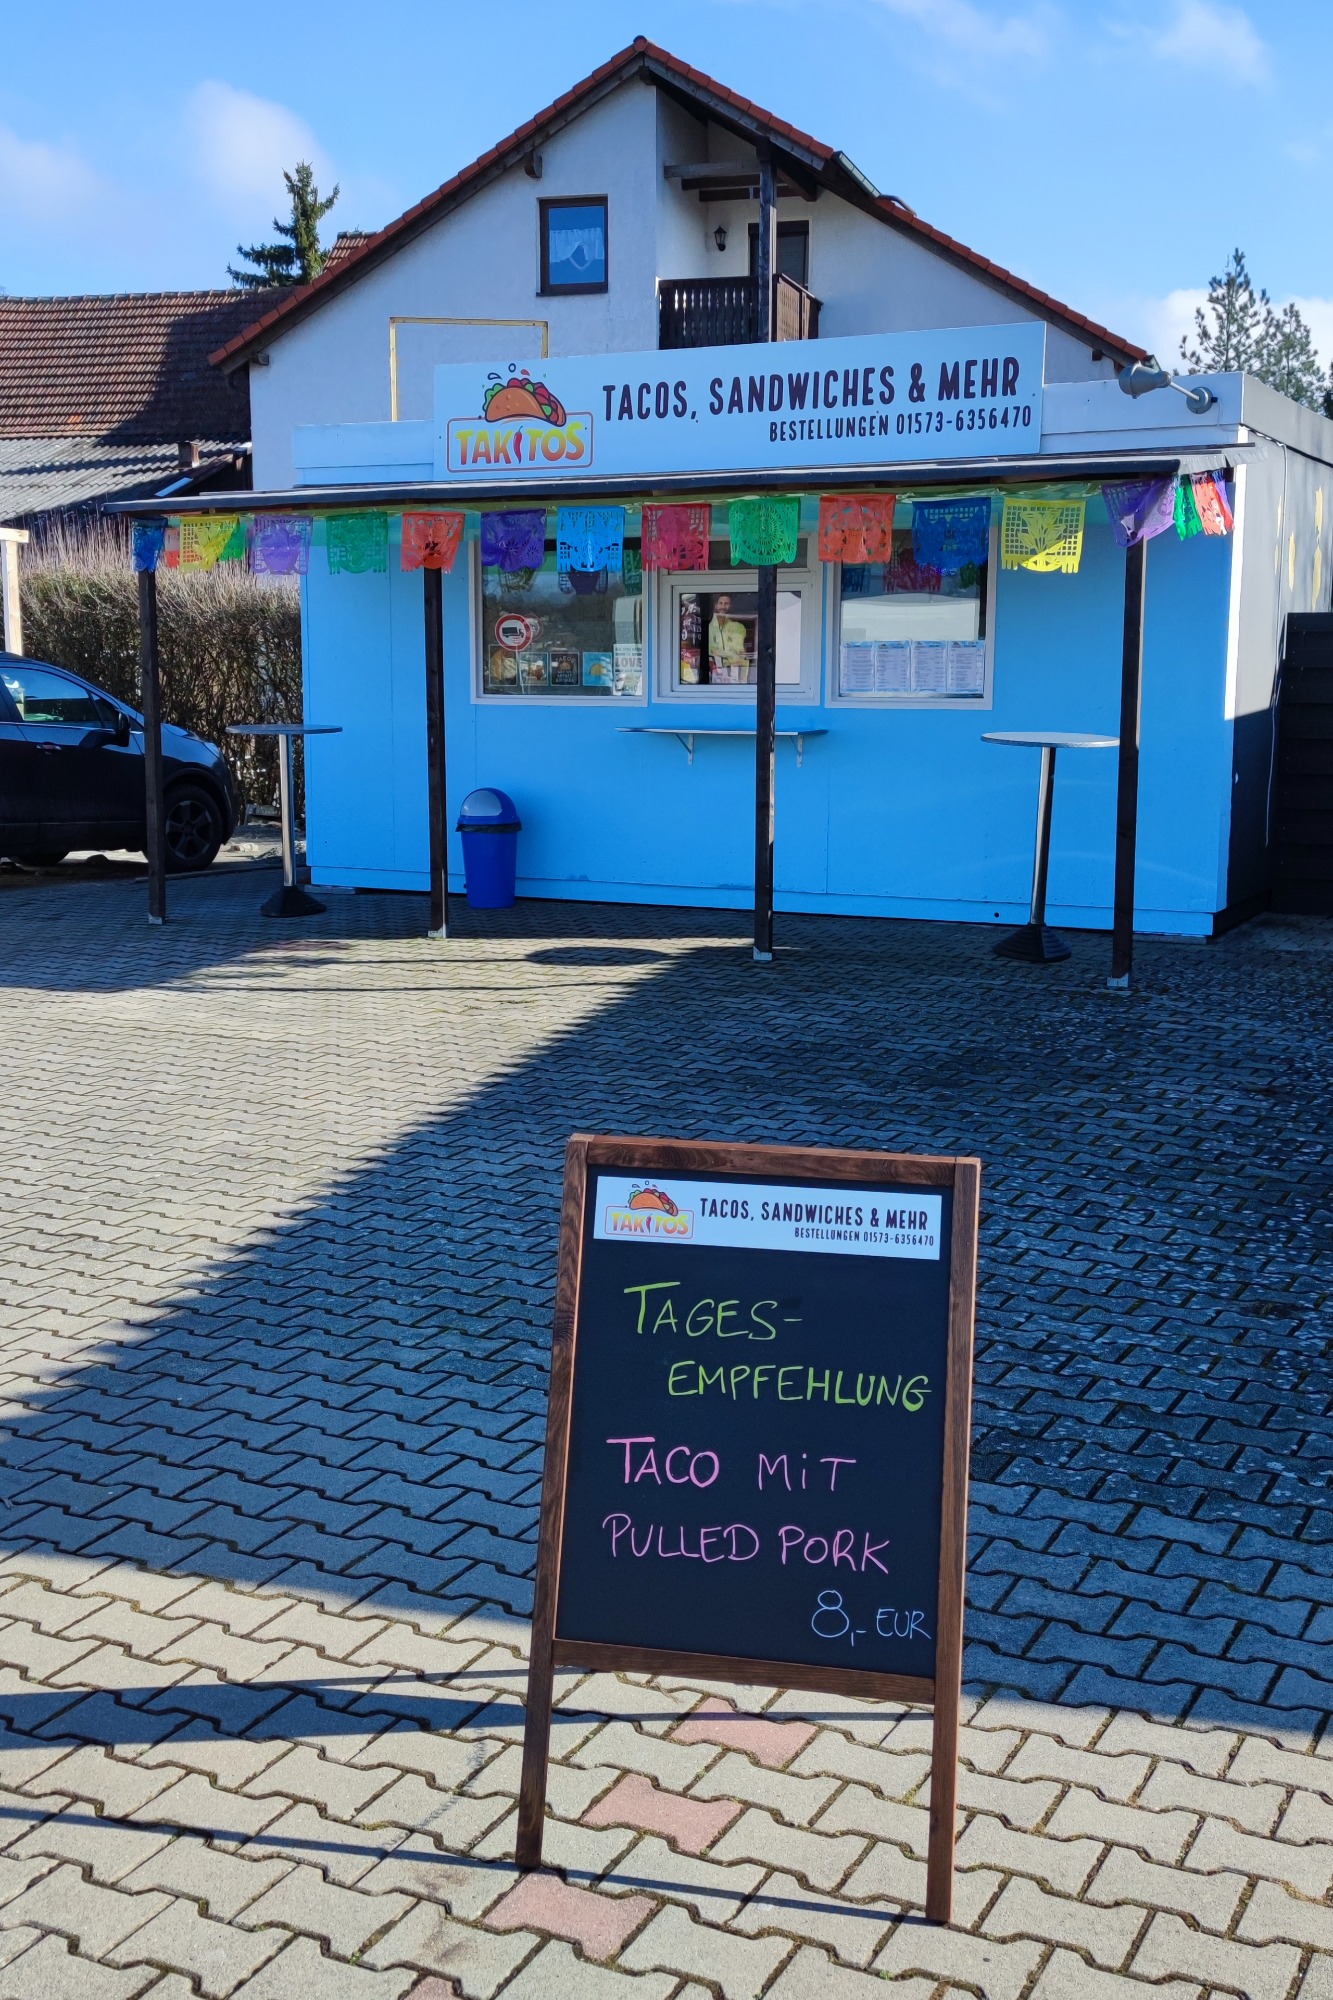 TAKITOS
TACOS, SANDWICHES & MEHR
BESTELLUNGEN 01573-6356470
LOVE
TAKITOS
TACOS, SANDWICHES & MEHR
BESTELLUNGEN 01573-6356470
TAGES-
EMPFEHLUNG
TACO MiT
PULLED PORK
8,- EUR